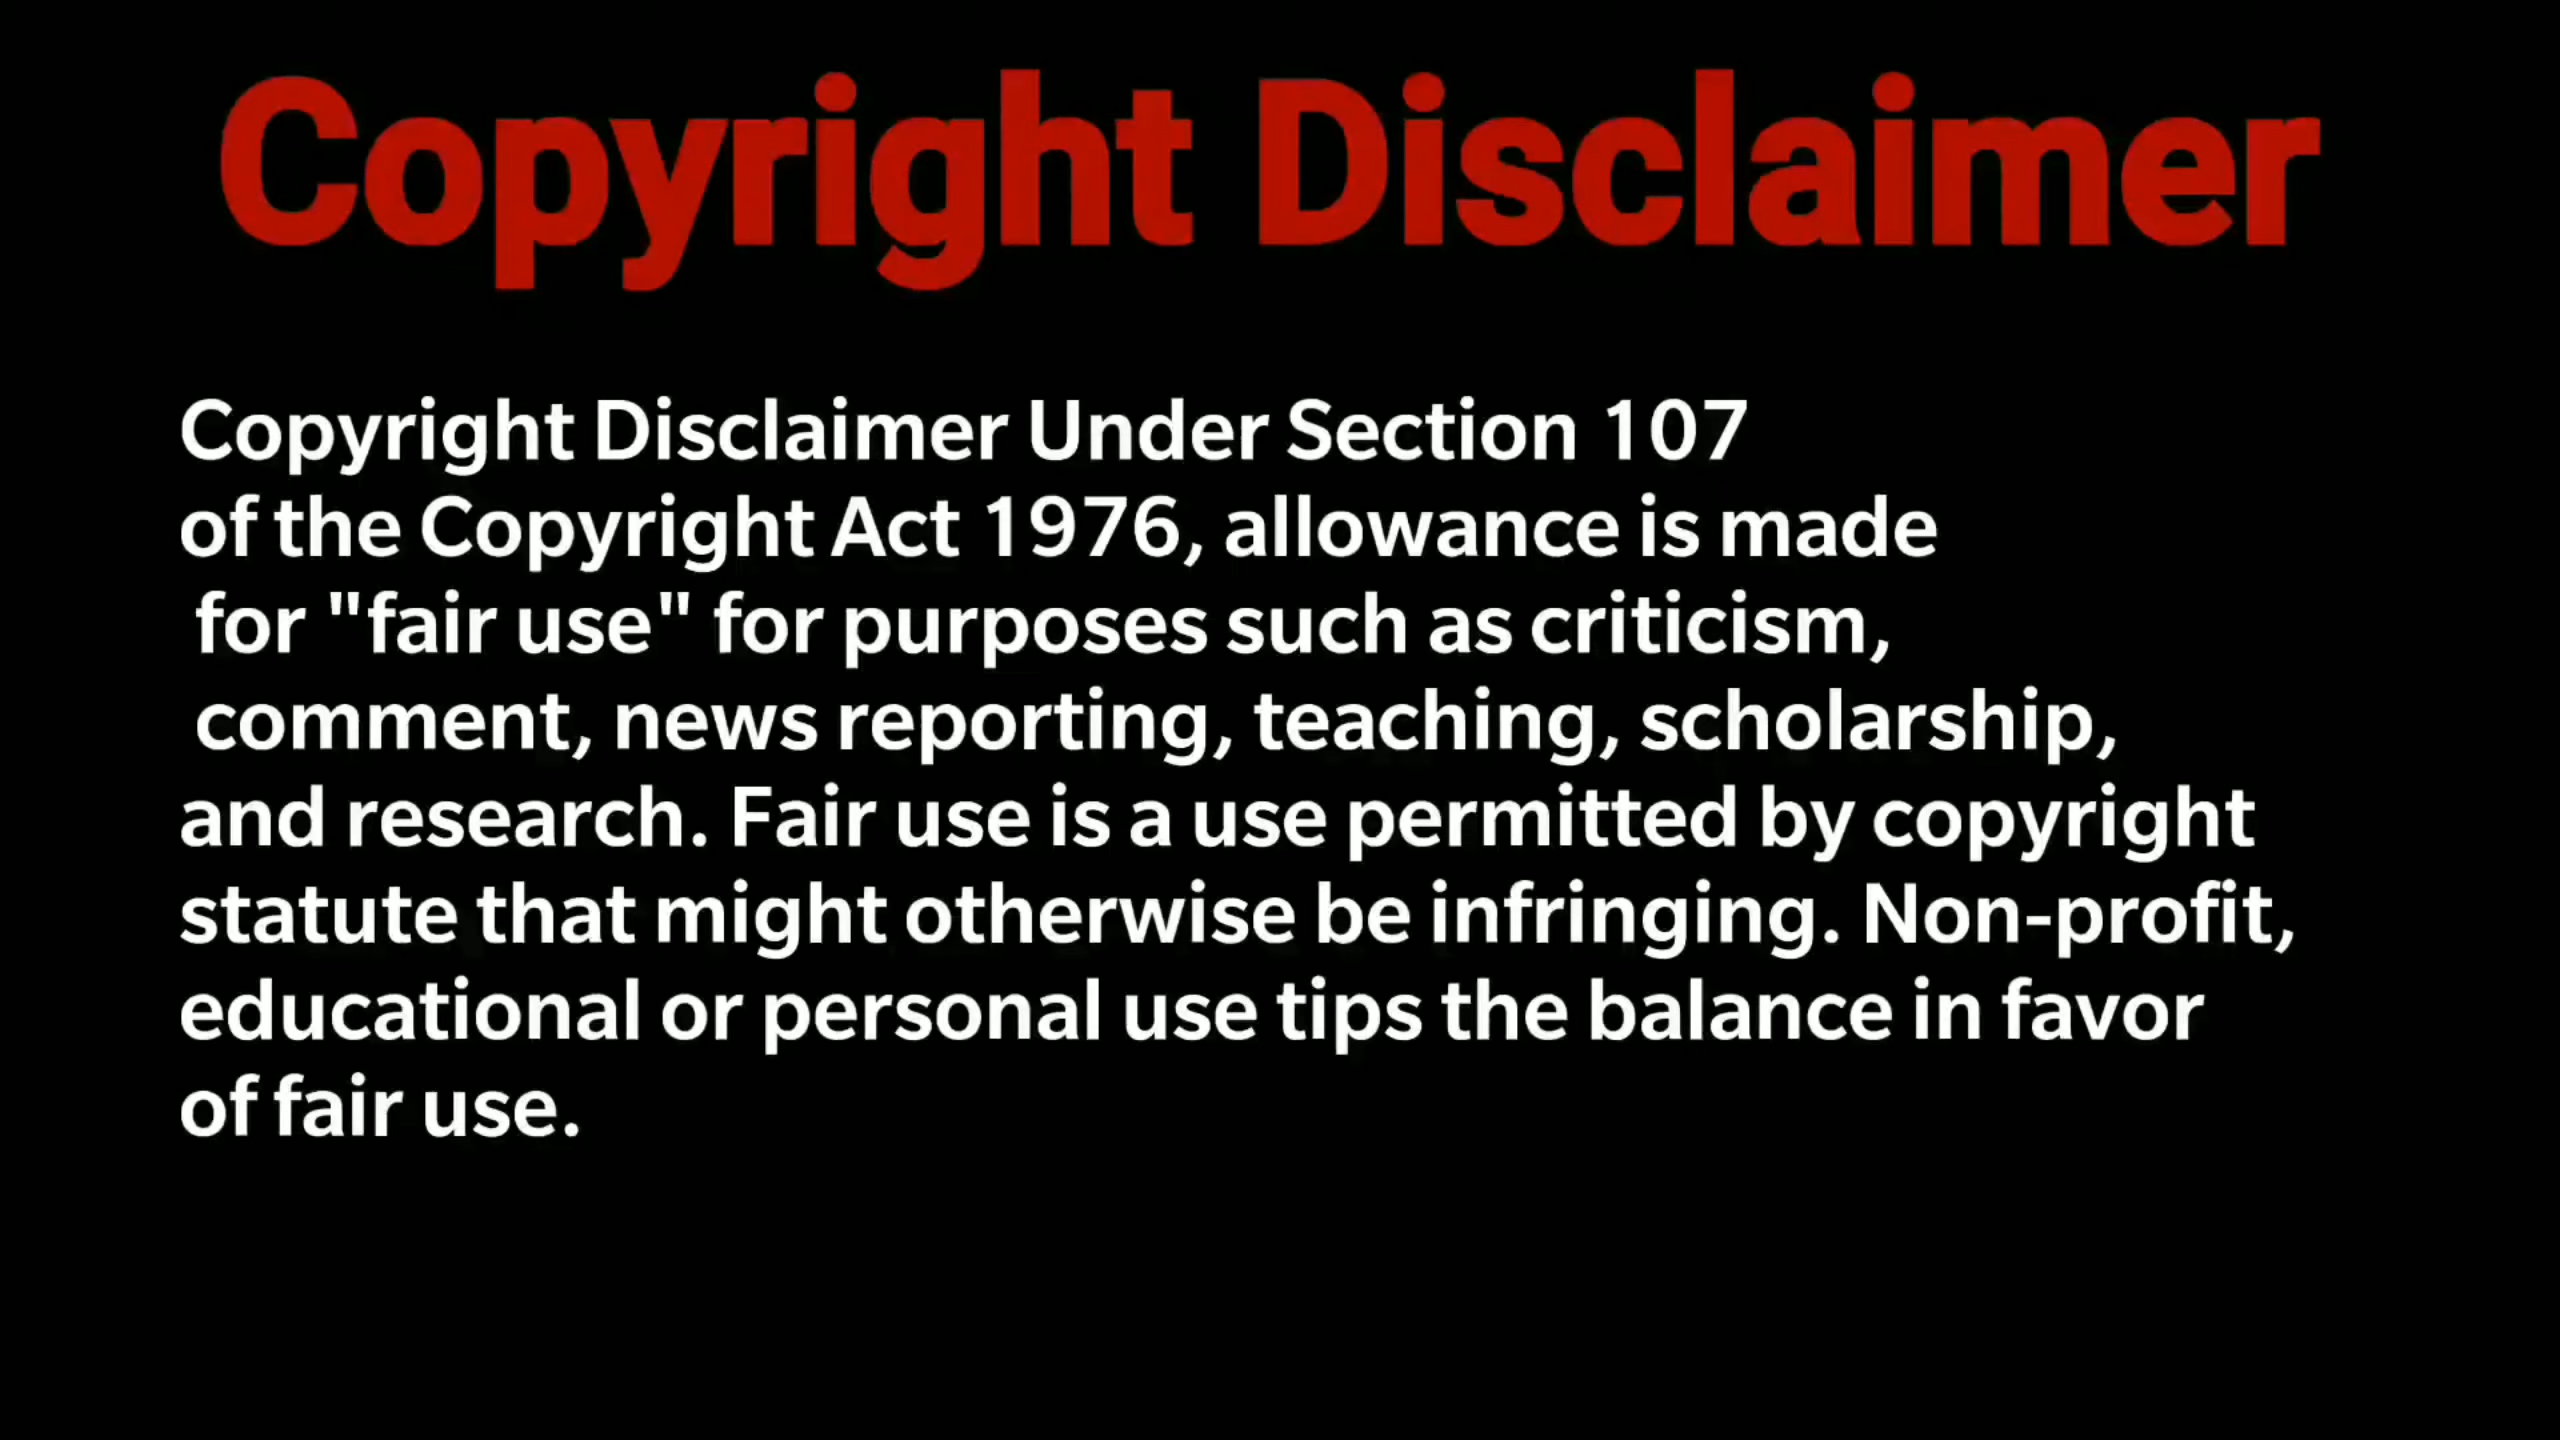 Copyright Disclaimer
Copyright Disclaimer Under Section 107
of the Copyright Act 1976, allowance is made
for "fair use" for purposes such as criticism,
comment, news reporting, teaching, scholarship,
and research. Fair use is a use permitted by copyright
statute that might otherwise be infringing. Non-profit,
educational or personal use tips the balance in favor
of fair use.